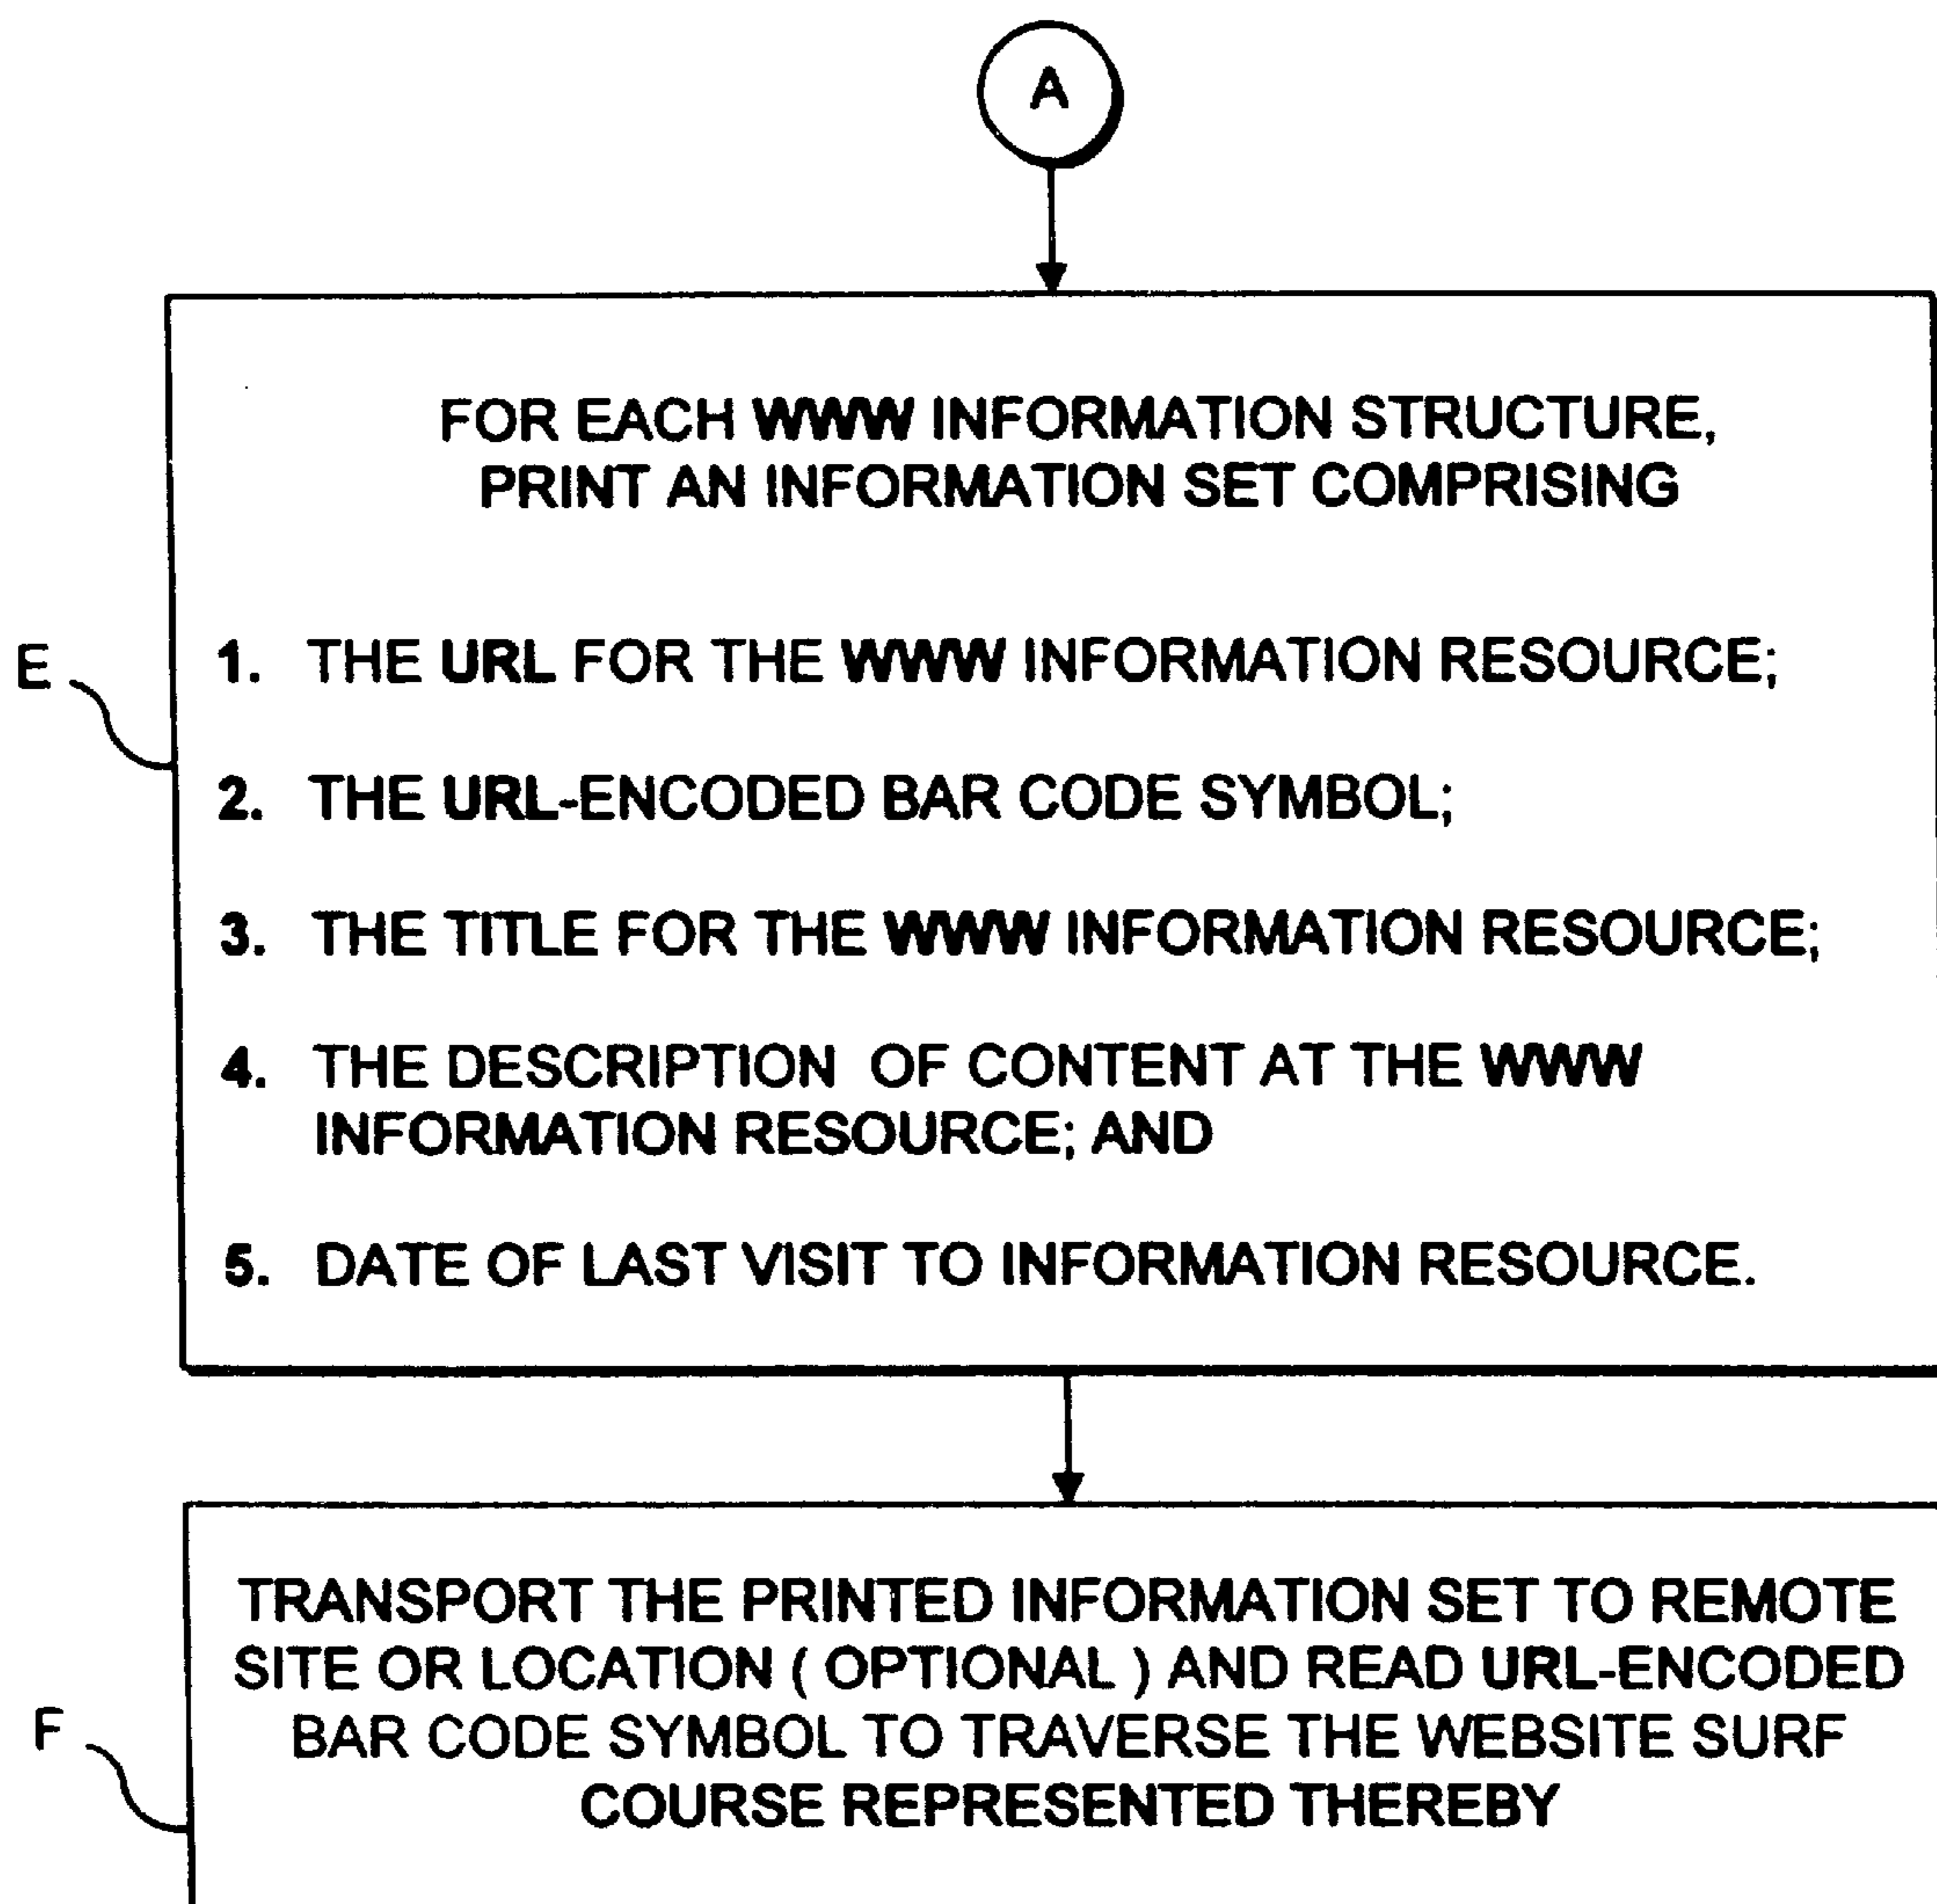 A
FOR EACH WWW INFORMATION STRUCTURE,
PRINT AN INFORMATION SET COMPRISING
E
1. THE URL FOR THE WWW INFORMATION RESOURCE;
2. THE URL-ENCODED BAR CODE SYMBOL;
3. THE TITLE FOR THE WWW INFORMATION RESOURCE;
4. THE DESCRIPTION OF CONTENT AT THE WWW
INFORMATION RESOURCE; AND
5. DATE OF LAST VISIT TO INFORMATION RESOURCE.
TRANSPORT THE PRINTED INFORMATION SET TO REMOTE
SITE OR LOCATION ( OPTIONAL ) AND READ URL-ENCODED
F
BAR CODE SYMBOL TO TRAVERSE THE WEBSITE SURF
COURSE REPRESENTED THEREBY